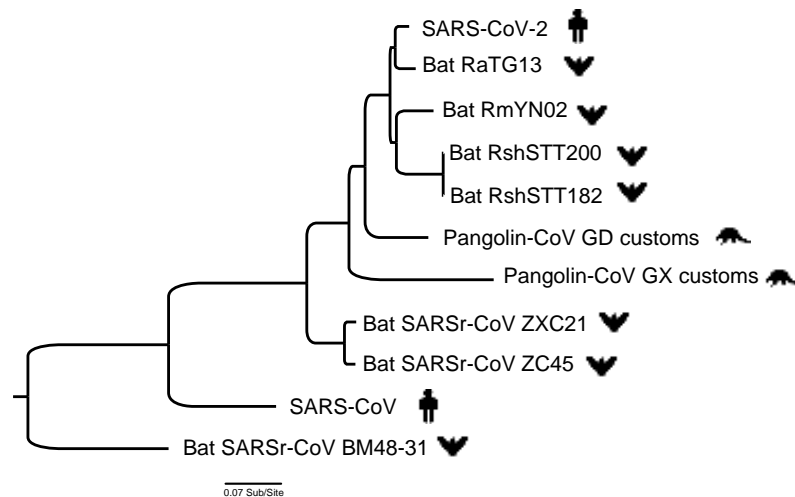 SARS-CoV-2
Bat RaTG13
Bat RmYN02
Bat RshSTT200
Bat RshSTT182
Pangolin-CoV GD customs
Pangolin-CoV GX customs
Bat SARSr-CoV ZXC21
Bat SARSr-CoV ZC45
SARS-CoV
Bat SARSr-CoV BM48-31
0.07 Sub/Site